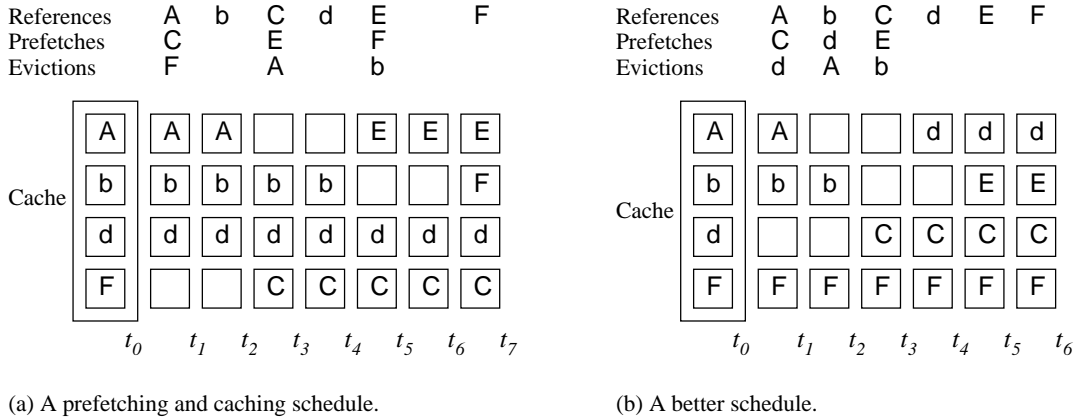 References A b C d E F
Prefetches C E F
Evictions F A b
A A A E E E
b b b b b F
Cache
d d d d d d d d
F C C C C C
t0 t1 t2 t3 t4 t5 t6 t7
(a) A prefetching and caching schedule.
References A b C d E F
Prefetches C d E
Evictions d A b
A A d d d
b b b E E
Cache
d C C C C
F F F F F F F
t0 t1 t2 t3 t4 t5 t6
(b) A better schedule.